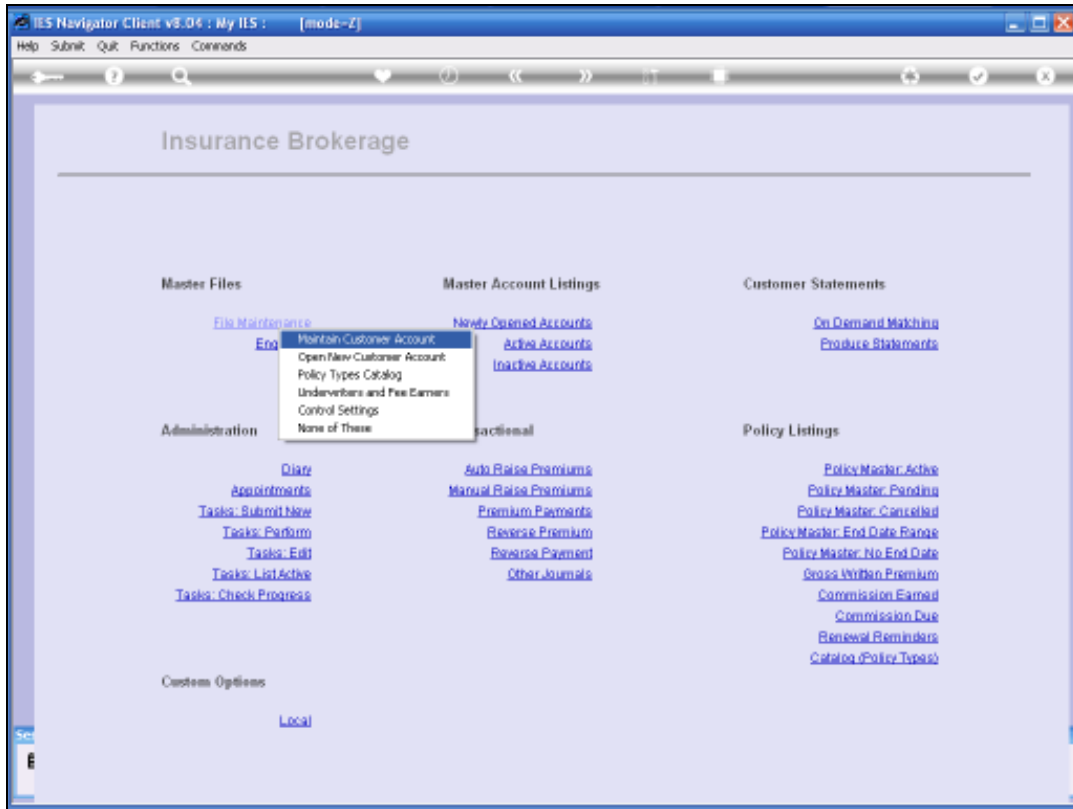 IES Navigator Client v8.04 : My IES : [mode=Z]
Help Submit Quit Functions Commands
Insurance Brokerage
Master Files
Master Account Listings
Customer Statements
File Maintenance
Newly Opened Accounts
On Demand Matching
Enq
Active Accounts
Produce Statements
Inactive Accounts
Maintain Customer Account
Open New Customer Account
Policy Types Catalog
Underwriters and Fee Earners
Control Settings
None of These
Administration
sactional
Policy Listings
Diary
Auto Raise Premiums
Policy Master: Active
Appointments
Manual Raise Premiums
Policy Master: Pending
Tasks: Submit New
Premium Payments
Policy Master: Cancelled
Tasks: Perform
Reverse Premium
Policy Master: End Date Range
Tasks: Edit
Reverse Payment
Policy Master: No End Date
Tasks: List Active
Other Journals
Gross Written Premium
Tasks: Check Progress
Commission Earned
Commission Due
Renewal Reminders
Catalog (Policy Types)
Custom Options
Local
Ses